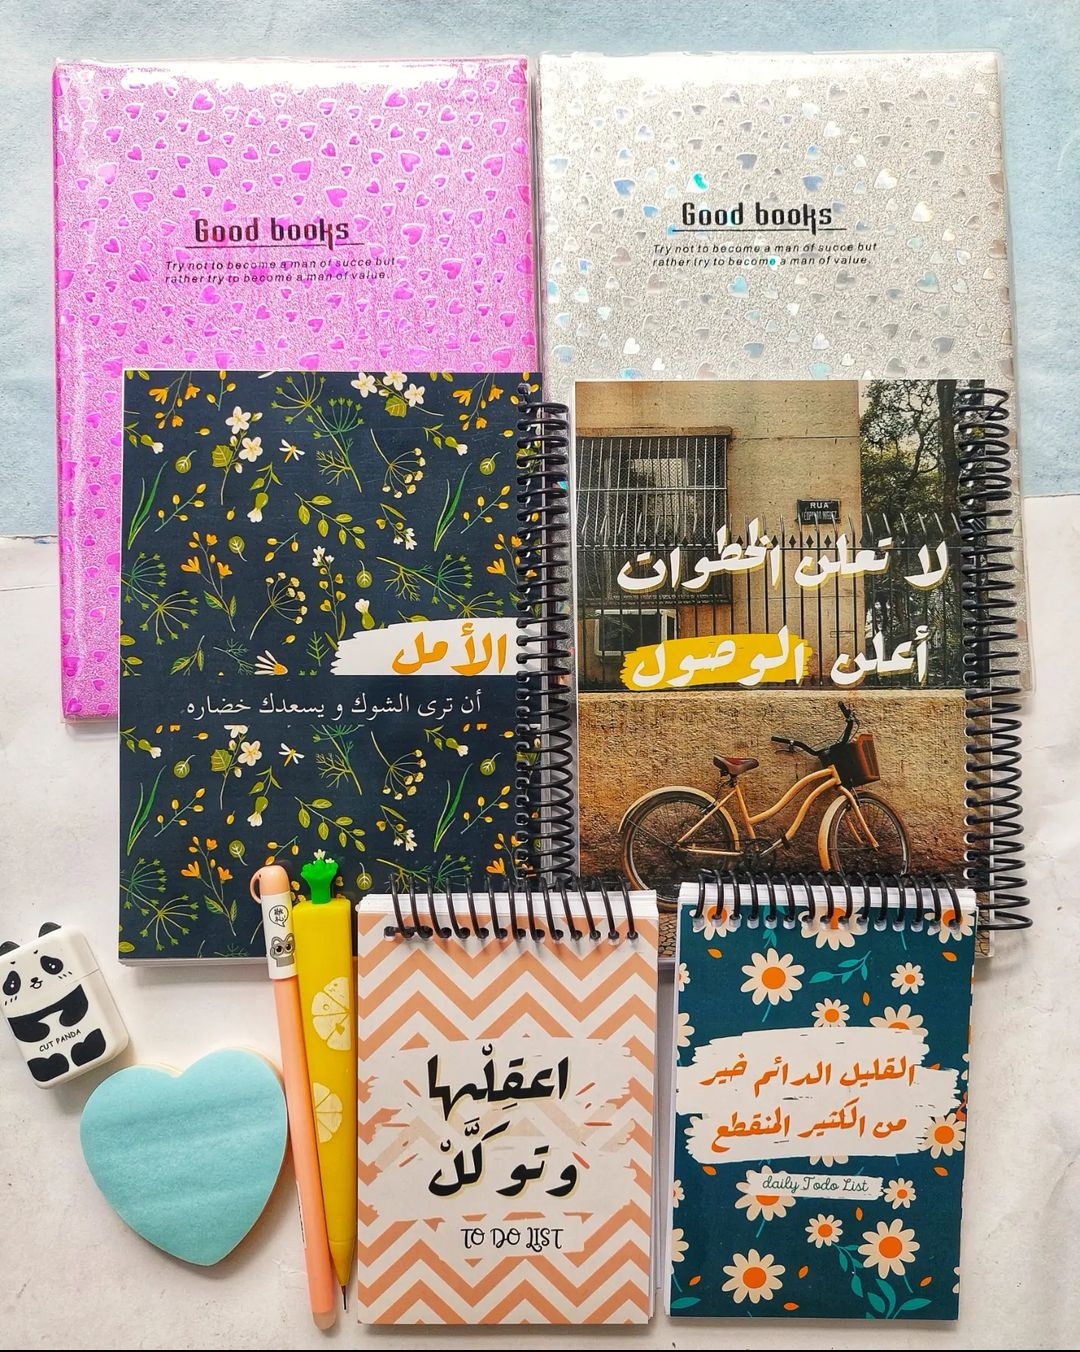 Good books
Try not to become a man of succe but
rather try to become a man of value.
Good books
Try not to become a man of succe but
rather try to become a man of value.
الأمل
أن ترى الشوك و يسعدك خضاره
RUA
لا تعلن الخطوات
أعلن الوصول
CUT PANDA
اعقِلْها
وتوكَّلْ
TO DO LIST
القليل الدائم خير
من الكثير المنقطع
daily Todo List